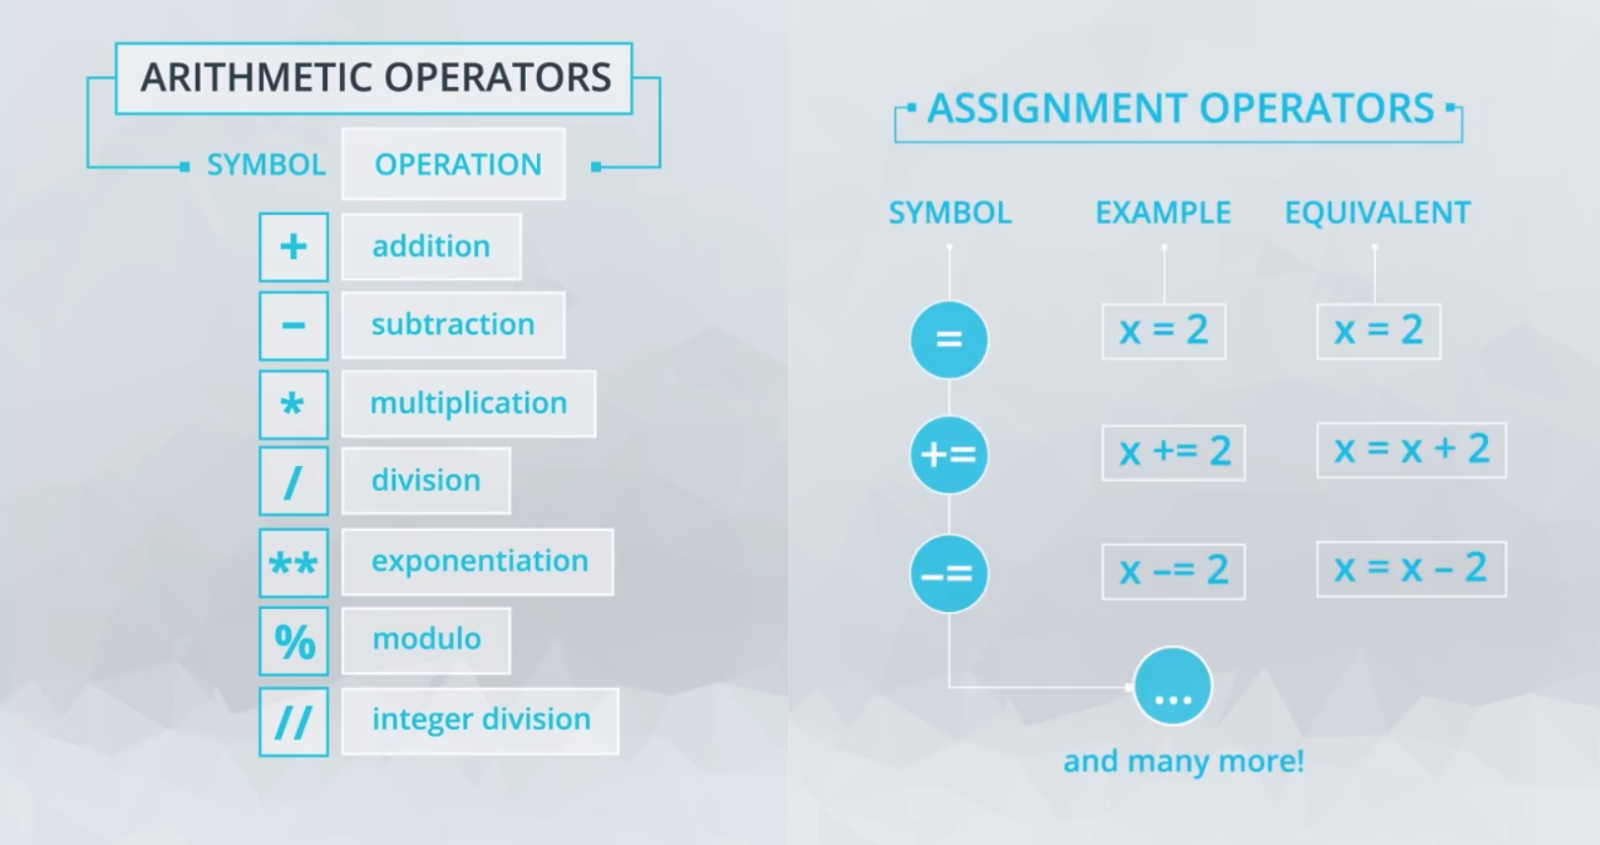 ARITHMETIC OPERATORS
SYMBOL OPERATION
+ addition
– subtraction
* multiplication
/ division
** exponentiation
% modulo
// integer division
ASSIGNMENT OPERATORS
SYMBOL EXAMPLE EQUIVALENT
= x = 2 x = 2
+= x += 2 x = x + 2
–= x –= 2 x = x – 2
...
and many more!